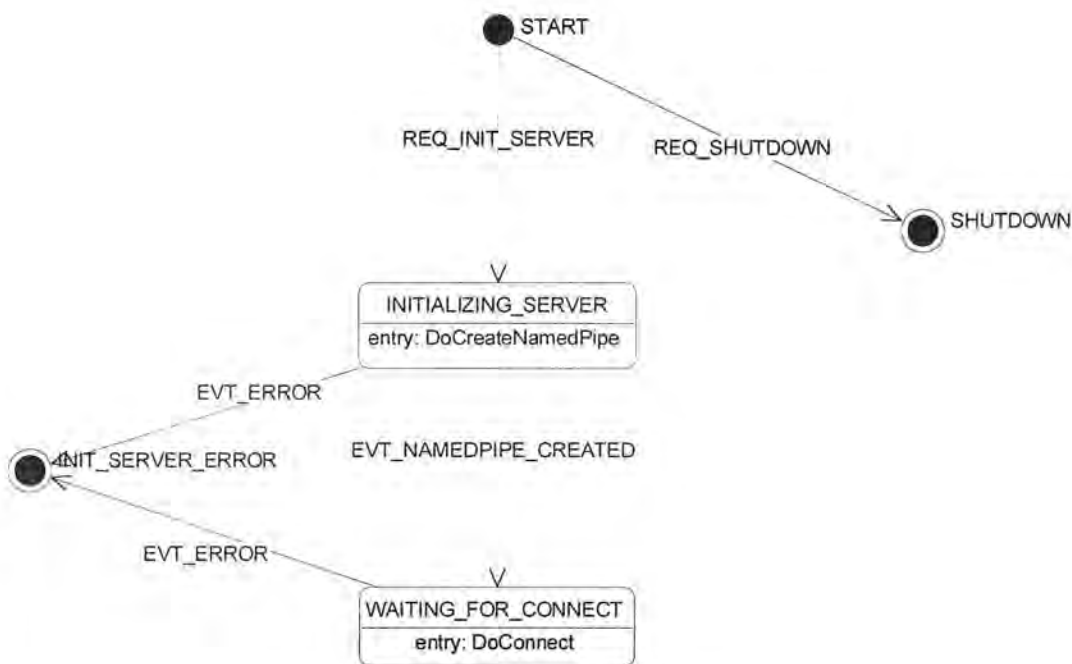 START
REQ_INIT_SERVER
REQ_SHUTDOWN
SHUTDOWN
INITIALIZING_SERVER
entry: DoCreateNamedPipe
EVT_ERROR
EVT_NAMEDPIPE_CREATED
INIT_SERVER_ERROR
EVT_ERROR
WAITING_FOR_CONNECT
entry: DoConnect